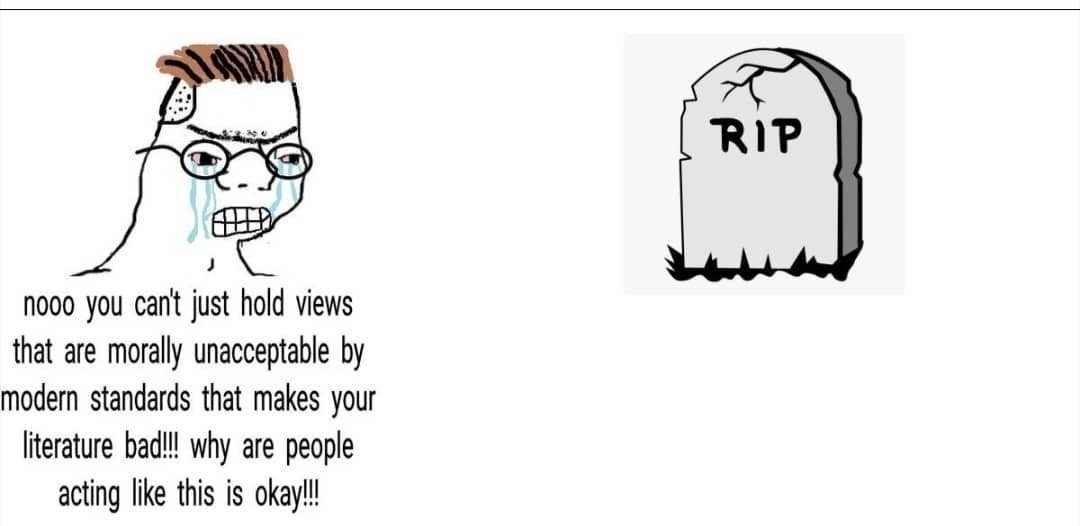 RIP
nooo you can't just hold views
that are morally unacceptable by
modern standards that makes your
literature bad!!! why are people
acting like this is okay!!!